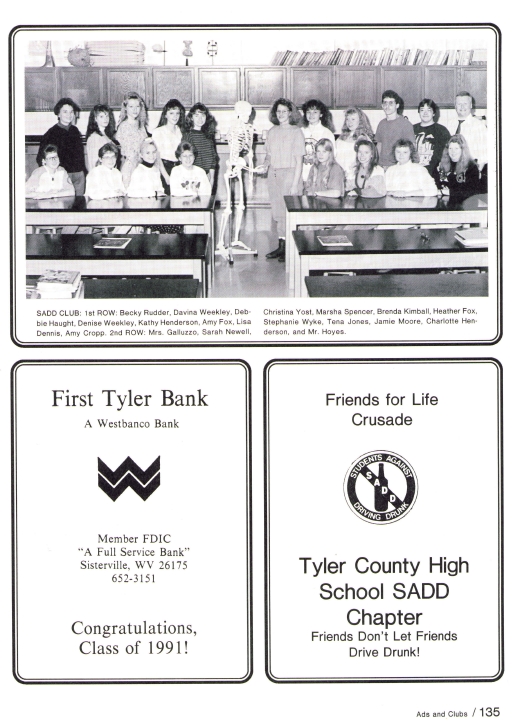 SADD CLUB: 1st ROW: Becky Rudder, Davina Weekley, Deb-
bie Haught, Denise Weekley, Kathy Henderson, Amy Fox, Lisa
Dennis, Amy Cropp. 2nd ROW: Mrs. Galluzzo, Sarah Newell,
Christina Yost, Marsha Spencer, Brenda Kimball, Heather Fox,
Stephanie Wyke, Tena Jones, Jamie Moore, Charlotte Hen-
derson, and Mr. Hoyes.
First Tyler Bank
A Westbanco Bank
Member FDIC
"A Full Service Bank"
Sisterville, WV 26175
652-3151
Congratulations,
Class of 1991!
Friends for Life
Crusade
STUDENTS AGAINST
SADD
DRIVING DRUNK
Tyler County High
School SADD
Chapter
Friends Don't Let Friends
Drive Drunk!
Ads and Clubs / 135